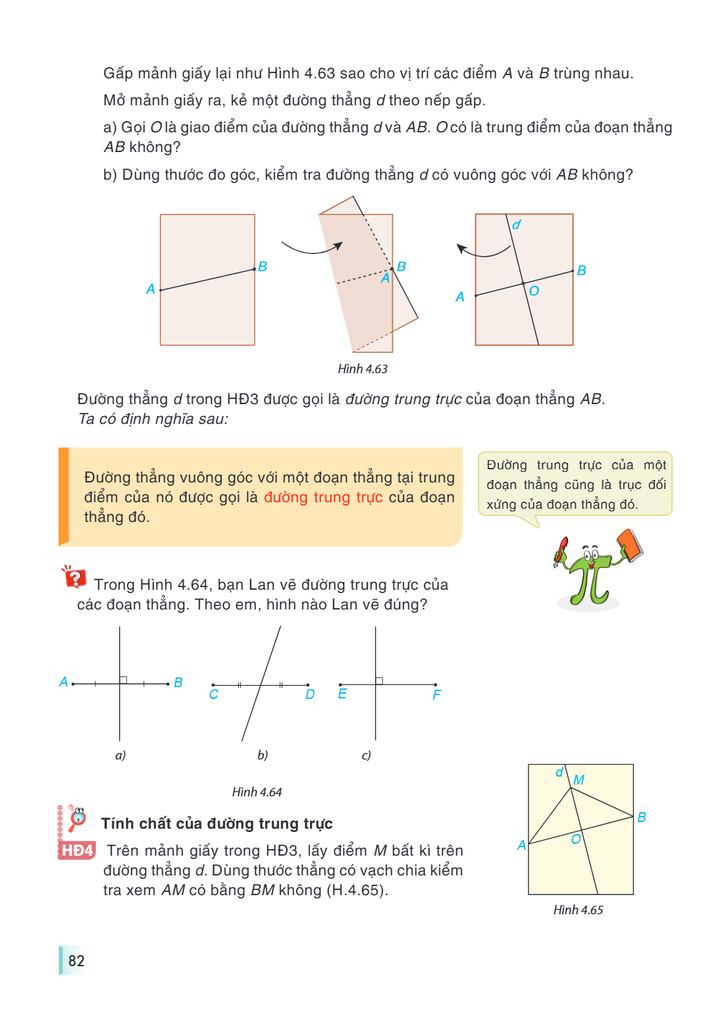 Gấp mảnh giấy lại như Hình 4.63 sao cho vị trí các điểm A và B trùng nhau.
Mở mảnh giấy ra, kẻ một đường thẳng d theo nếp gấp.
a) Gọi O là giao điểm của đường thẳng d và AB. O có là trung điểm của đoạn thẳng
AB không?
b) Dùng thước đo góc, kiểm tra đường thẳng d có vuông góc với AB không?
A
B
A
B
d
A
O
B
Hình 4.63
Đường thẳng d trong HĐ3 được gọi là đường trung trực của đoạn thẳng AB.
Ta có định nghĩa sau:
Đường thẳng vuông góc với một đoạn thẳng tại trung
điểm của nó được gọi là đường trung trực của đoạn
thẳng đó.
Đường trung trực của một
đoạn thẳng cũng là trục đối
xứng của đoạn thẳng đó.
?
Trong Hình 4.64, bạn Lan vẽ đường trung trực của
các đoạn thẳng. Theo em, hình nào Lan vẽ đúng?
A
B
C
D
E
F
a)
b)
c)
Hình 4.64
Tính chất của đường trung trực
HĐ4 Trên mảnh giấy trong HĐ3, lấy điểm M bất kì trên
đường thẳng d. Dùng thước thẳng có vạch chia kiểm
tra xem AM có bằng BM không (H.4.65).
d
M
B
A
O
Hình 4.65
82